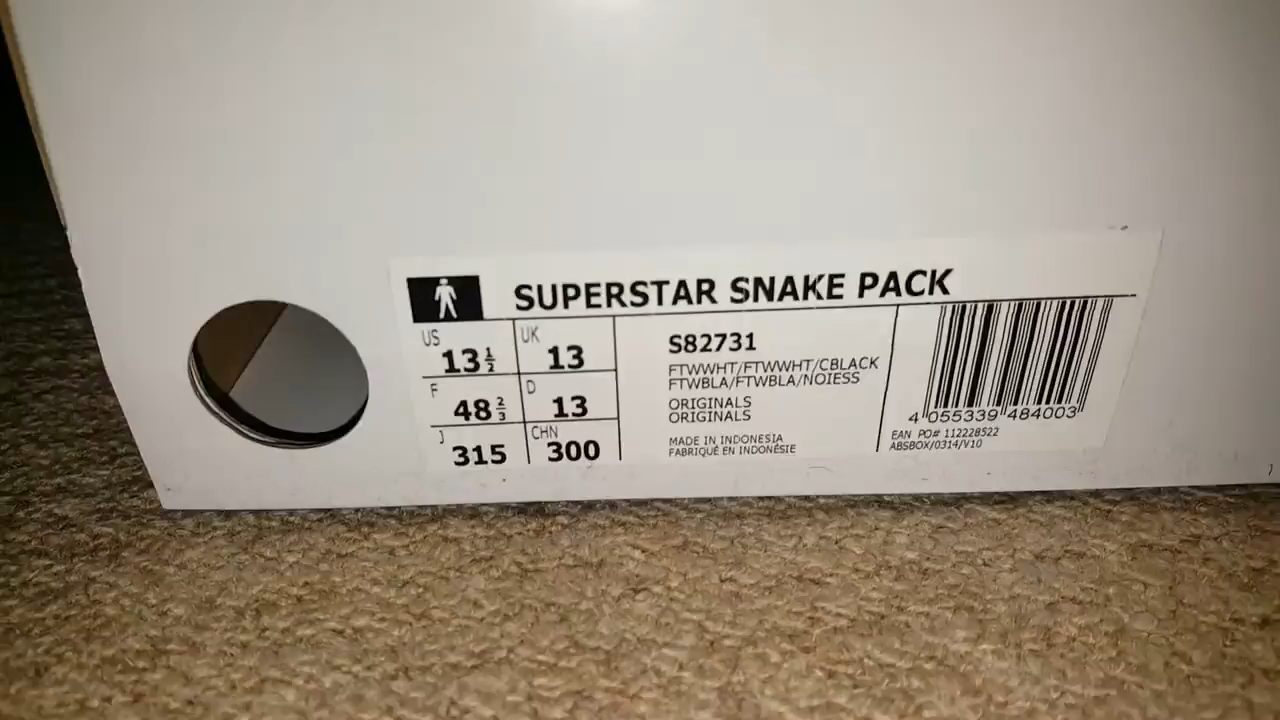 SUPERSTAR SNAKE PACK
US 13½ UK 13
F 48⅔ D 13
J 315 CHN 300
S82731
FTWWHT/FTWWHT/CBLACK
FTWBLA/FTWBLA/NOIESS
ORIGINALS
ORIGINALS
MADE IN INDONESIA
FABRIQUÉ EN INDONÉSIE
4 055339 484003
EAN PO# 112228522
ABSBOX/0314/V10